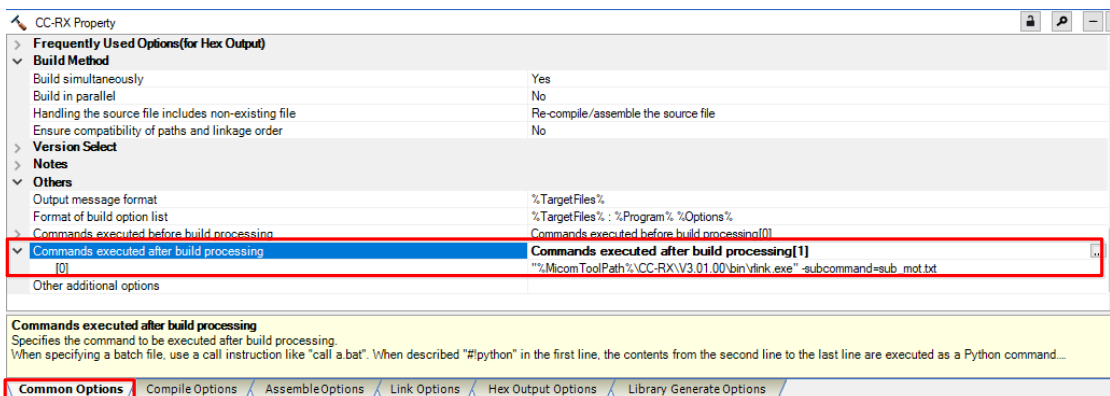 CC-RX Property
Frequently Used Options(for Hex Output)
Build Method
Build simultaneously Yes
Build in parallel No
Handling the source file includes non-existing file Re-compile/assemble the source file
Ensure compatibility of paths and linkage order No
Version Select
Notes
Others
Output message format %TargetFiles%
Format of build option list %TargetFiles% : %Program% %Options%
Commands executed before build processing Commands executed before build processing[0]
Commands executed after build processing Commands executed after build processing[1]
[0] "%MicomToolPath%\CC-RX\V3.01.00\bin\rlink.exe" -subcommand=sub_mot.txt
Other additional options
Commands executed after build processing
Specifies the command to be executed after build processing.
When specifying a batch file, use a call instruction like "call a.bat". When described "#!python" in the first line, the contents from the second line to the last line are executed as a Python command....
Common Options Compile Options Assemble Options Link Options Hex Output Options Library Generate Options